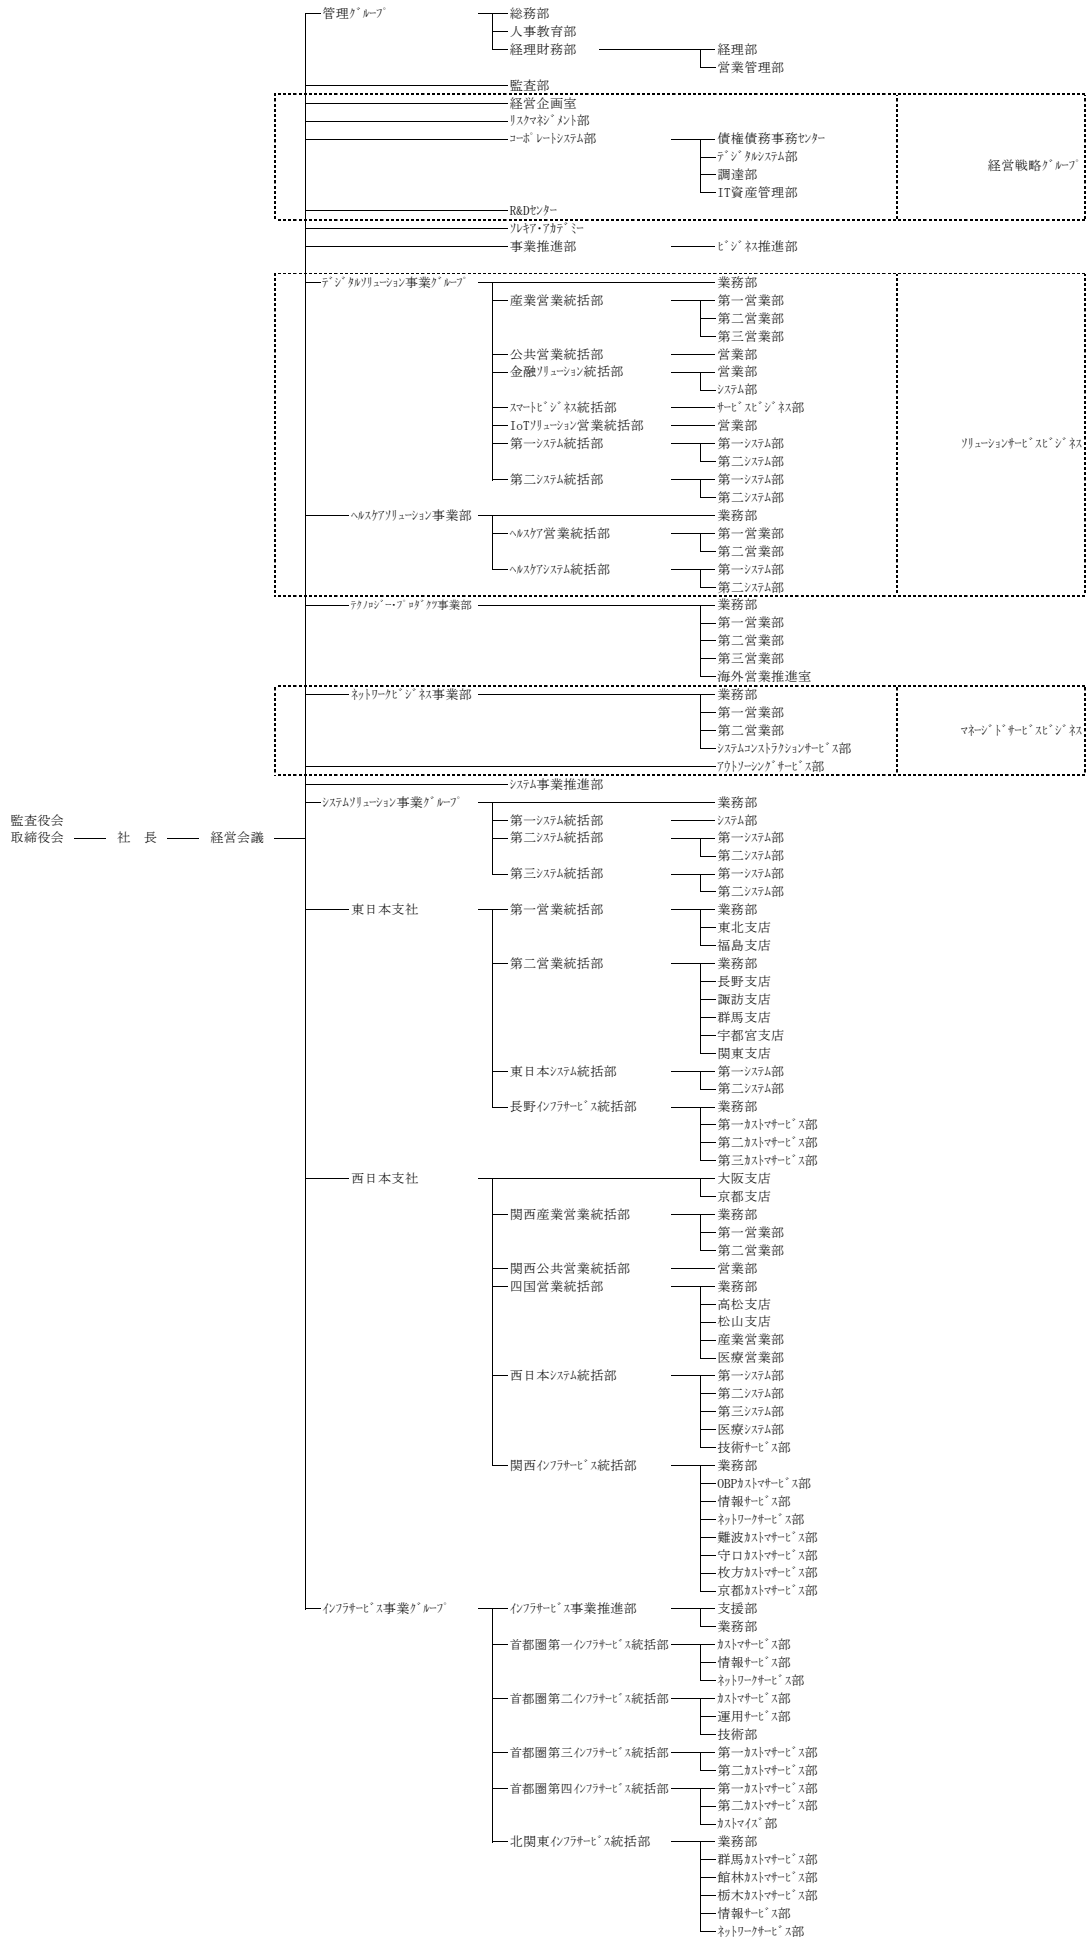 管理ｸﾞﾙｰﾌﾟ 総務部
人事教育部
経理財務部 経理部
営業管理部
監査部
経営企画室
ﾘｽｸﾏﾈｼﾞﾒﾝﾄ部
ｺｰﾎﾟﾚｰﾄｼｽﾃﾑ部 債権債務事務ｾﾝﾀｰ
ﾃﾞｼﾞﾀﾙｼｽﾃﾑ部
経営戦略ｸﾞﾙｰﾌﾟ
調達部
IT資産管理部
R&Dｾﾝﾀｰ
ｿﾚｷｱ･ｱｶﾃﾞﾐｰ
事業推進部 ﾋﾞｼﾞﾈｽ推進部
ﾃﾞｼﾞﾀﾙｿﾘｭｰｼｮﾝ事業ｸﾞﾙｰﾌﾟ 業務部
産業営業統括部 第一営業部
第二営業部
第三営業部
公共営業統括部 営業部
金融ｿﾘｭｰｼｮﾝ統括部 営業部
ｼｽﾃﾑ部
ｽﾏｰﾄﾋﾞｼﾞﾈｽ統括部 ｻｰﾋﾞｽﾋﾞｼﾞﾈｽ部
IoTｿﾘｭｰｼｮﾝ営業統括部 営業部
第一ｼｽﾃﾑ統括部 第一ｼｽﾃﾑ部 ｿﾘｭｰｼｮﾝｻｰﾋﾞｽﾋﾞｼﾞﾈｽ
第二ｼｽﾃﾑ部
第二ｼｽﾃﾑ統括部 第一ｼｽﾃﾑ部
第二ｼｽﾃﾑ部
ﾍﾙｽｹｱｿﾘｭｰｼｮﾝ事業部 業務部
ﾍﾙｽｹｱ営業統括部 第一営業部
第二営業部
ﾍﾙｽｹｱｼｽﾃﾑ統括部 第一ｼｽﾃﾑ部
第二ｼｽﾃﾑ部
ﾃｸﾉﾛｼﾞｰ･ﾌﾟﾛﾀﾞｸﾂ事業部 業務部
第一営業部
第二営業部
第三営業部
海外営業推進室
ﾈｯﾄﾜｰｸﾋﾞｼﾞﾈｽ事業部 業務部
第一営業部
第二営業部 ﾏﾈｰｼﾞﾄﾞｻｰﾋﾞｽﾋﾞｼﾞﾈｽ
ｼｽﾃﾑｺﾝｽﾄﾗｸｼｮﾝｻｰﾋﾞｽ部
ｱｳﾄｿｰｼﾝｸﾞｻｰﾋﾞｽ部
ｼｽﾃﾑ事業推進部
ｼｽﾃﾑｿﾘｭｰｼｮﾝ事業ｸﾞﾙｰﾌﾟ 業務部
監査役会 第一ｼｽﾃﾑ統括部 ｼｽﾃﾑ部
取締役会 社　長 経営会議 第二ｼｽﾃﾑ統括部 第一ｼｽﾃﾑ部
第二ｼｽﾃﾑ部
第三ｼｽﾃﾑ統括部 第一ｼｽﾃﾑ部
第二ｼｽﾃﾑ部
東日本支社 第一営業統括部 業務部
東北支店
福島支店
第二営業統括部 業務部
長野支店
諏訪支店
群馬支店
宇都宮支店
関東支店
東日本ｼｽﾃﾑ統括部 第一ｼｽﾃﾑ部
第二ｼｽﾃﾑ部
長野ｲﾝﾌﾗｻｰﾋﾞｽ統括部 業務部
第一ｶｽﾄﾏｻｰﾋﾞｽ部
第二ｶｽﾄﾏｻｰﾋﾞｽ部
第三ｶｽﾄﾏｻｰﾋﾞｽ部
西日本支社 大阪支店
京都支店
関西産業営業統括部 業務部
第一営業部
第二営業部
関西公共営業統括部 営業部
四国営業統括部 業務部
高松支店
松山支店
産業営業部
医療営業部
西日本ｼｽﾃﾑ統括部 第一ｼｽﾃﾑ部
第二ｼｽﾃﾑ部
第三ｼｽﾃﾑ部
医療ｼｽﾃﾑ部
技術ｻｰﾋﾞｽ部
関西ｲﾝﾌﾗｻｰﾋﾞｽ統括部 業務部
OBPｶｽﾄﾏｻｰﾋﾞｽ部
情報ｻｰﾋﾞｽ部
ﾈｯﾄﾜｰｸｻｰﾋﾞｽ部
難波ｶｽﾄﾏｻｰﾋﾞｽ部
守口ｶｽﾄﾏｻｰﾋﾞｽ部
枚方ｶｽﾄﾏｻｰﾋﾞｽ部
京都ｶｽﾄﾏｻｰﾋﾞｽ部
ｲﾝﾌﾗｻｰﾋﾞｽ事業ｸﾞﾙｰﾌﾟ ｲﾝﾌﾗｻｰﾋﾞｽ事業推進部 支援部
業務部
首都圏第一ｲﾝﾌﾗｻｰﾋﾞｽ統括部 ｶｽﾄﾏｻｰﾋﾞｽ部
情報ｻｰﾋﾞｽ部
ﾈｯﾄﾜｰｸｻｰﾋﾞｽ部
首都圏第二ｲﾝﾌﾗｻｰﾋﾞｽ統括部 ｶｽﾄﾏｻｰﾋﾞｽ部
運用ｻｰﾋﾞｽ部
技術部
首都圏第三ｲﾝﾌﾗｻｰﾋﾞｽ統括部 第一ｶｽﾄﾏｻｰﾋﾞｽ部
第二ｶｽﾄﾏｻｰﾋﾞｽ部
首都圏第四ｲﾝﾌﾗｻｰﾋﾞｽ統括部 第一ｶｽﾄﾏｻｰﾋﾞｽ部
第二ｶｽﾄﾏｻｰﾋﾞｽ部
ｶｽﾄﾏｲｽﾞ部
北関東ｲﾝﾌﾗｻｰﾋﾞｽ統括部 業務部
群馬ｶｽﾄﾏｻｰﾋﾞｽ部
館林ｶｽﾄﾏｻｰﾋﾞｽ部
栃木ｶｽﾄﾏｻｰﾋﾞｽ部
情報ｻｰﾋﾞｽ部
ﾈｯﾄﾜｰｸｻｰﾋﾞｽ部